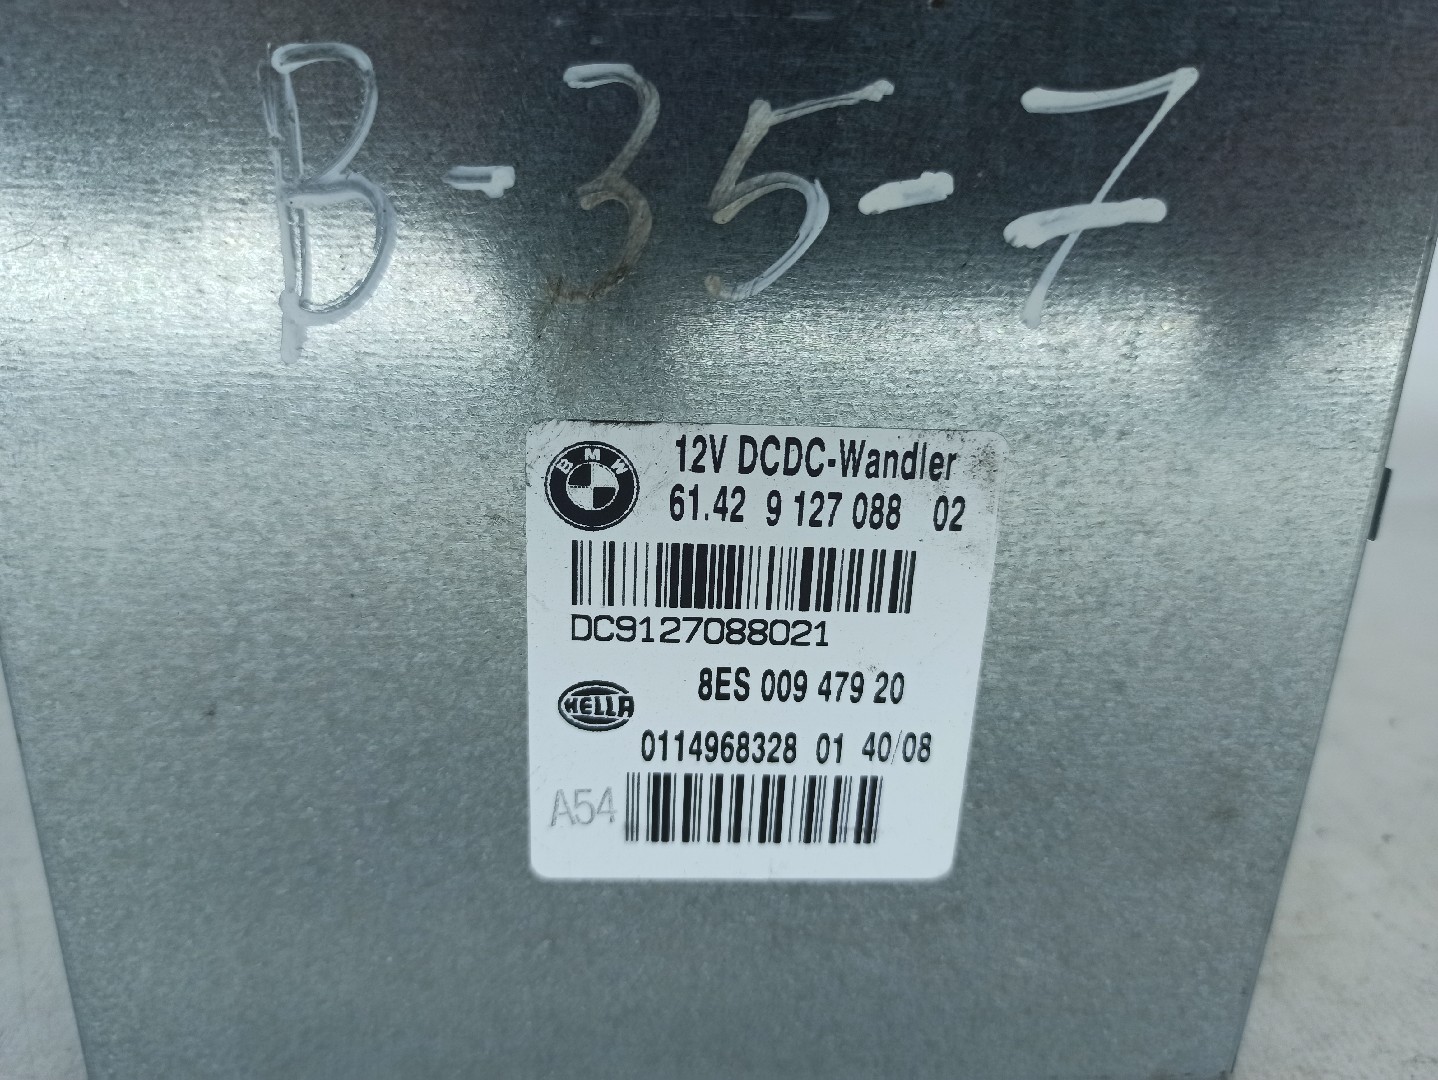 B-35-7
BMW
12V DCDC-Wandler
61.42 9 127 088 02
DC9127088021
8ES 009 479 20
HELLA
0114968328 01 40/08
A54